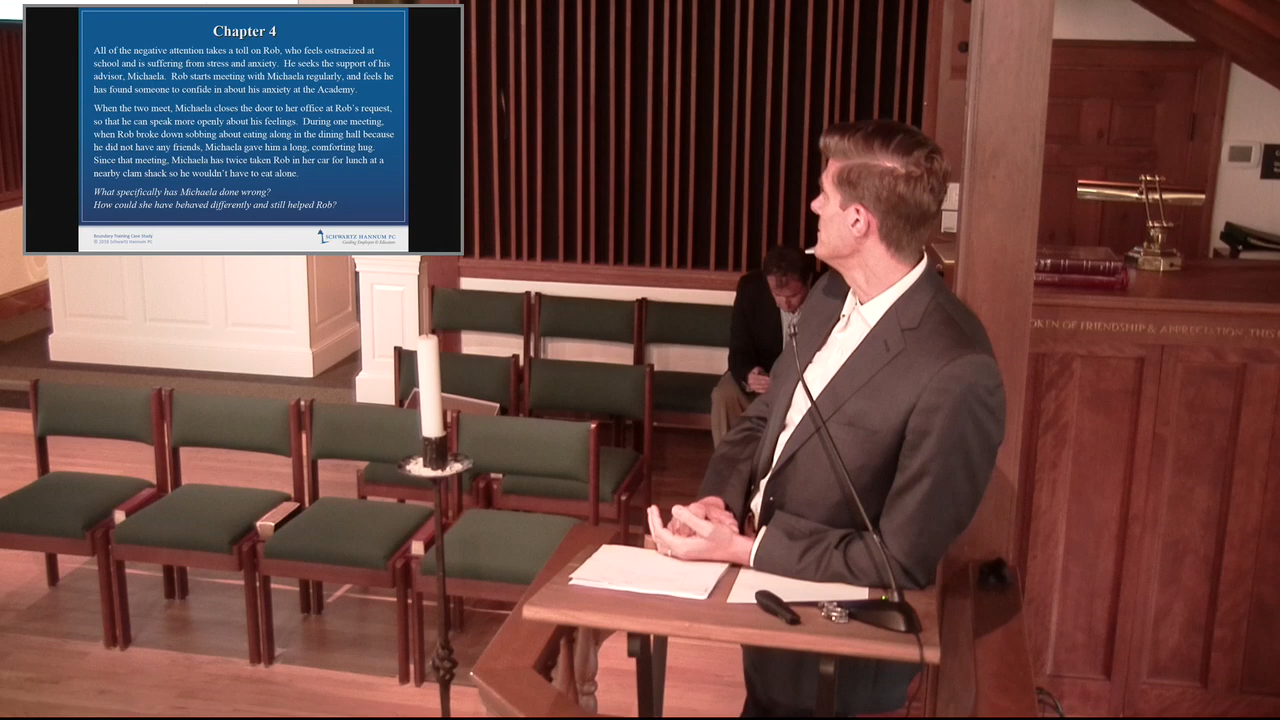 Chapter 4
All of the negative attention takes a toll on Rob, who feels ostracized at
school and is suffering from stress and anxiety. He seeks the support of his
advisor, Michaela. Rob starts meeting with Michaela regularly, and feels he
has found someone to confide in about his anxiety at the Academy.
When the two meet, Michaela closes the door to her office at Rob's request,
so that he can speak more openly about his feelings. During one meeting,
when Rob broke down sobbing about eating along in the dining hall because
he did not have any friends, Michaela gave him a long, comforting hug.
Since that meeting, Michaela has twice taken Rob in her car for lunch at a
nearby clam shack so he wouldn't have to eat alone.
What specifically has Michaela done wrong?
How could she have behaved differently and still helped Rob?
Boundary Training Case Study
© 2018 Schwartz Hannum PC
SCHWARTZ HANNUM PC
Guiding Employers & Educators
OKEN OF FRIENDSHIP & APPRECIATION, THIS